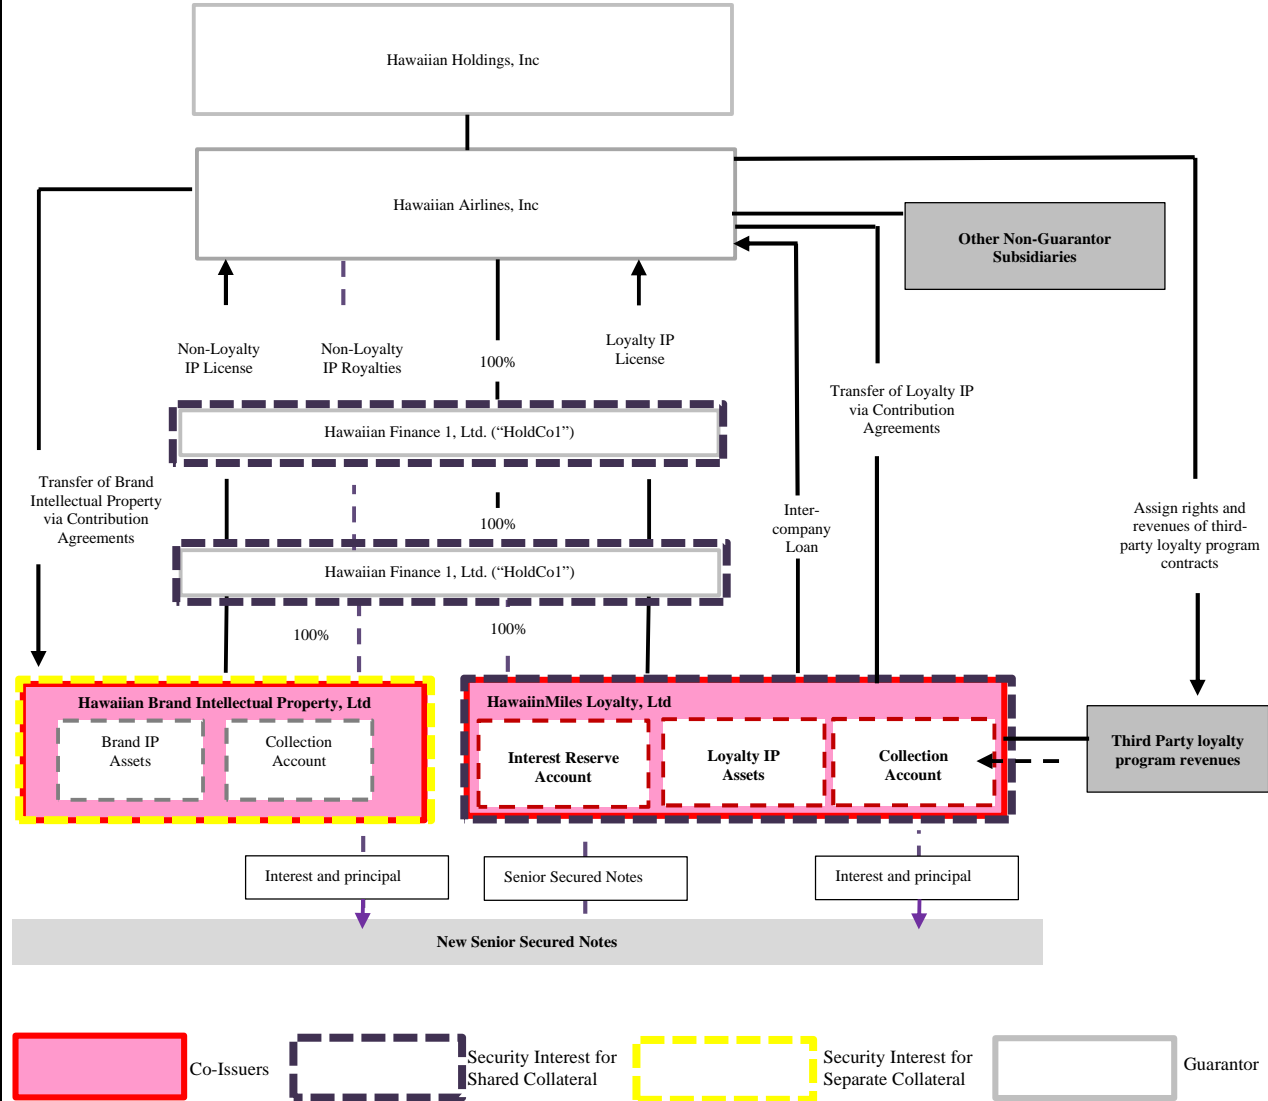 Hawaiian Holdings, Inc
Hawaiian Airlines, Inc
Other Non-Guarantor
Subsidiaries
Non-Loyalty
IP License
Non-Loyalty
IP Royalties
100%
Loyalty IP
License
Transfer of Loyalty IP
via Contribution
Agreements
Hawaiian Finance 1, Ltd. (“HoldCo1”)
Transfer of Brand
Intellectual Property
via Contribution
Agreements
100%
Inter-
company
Loan
Assign rights and
revenues of third-
party loyalty program
contracts
Hawaiian Finance 1, Ltd. (“HoldCo1”)
100%
100%
Hawaiian Brand Intellectual Property, Ltd
Brand IP
Assets
Collection
Account
HawaiinMiles Loyalty, Ltd
Interest Reserve
Account
Loyalty IP
Assets
Collection
Account
Third Party loyalty
program revenues
Interest and principal
Senior Secured Notes
Interest and principal
New Senior Secured Notes
Co-Issuers
Security Interest for
Shared Collateral
Security Interest for
Separate Collateral
Guarantor